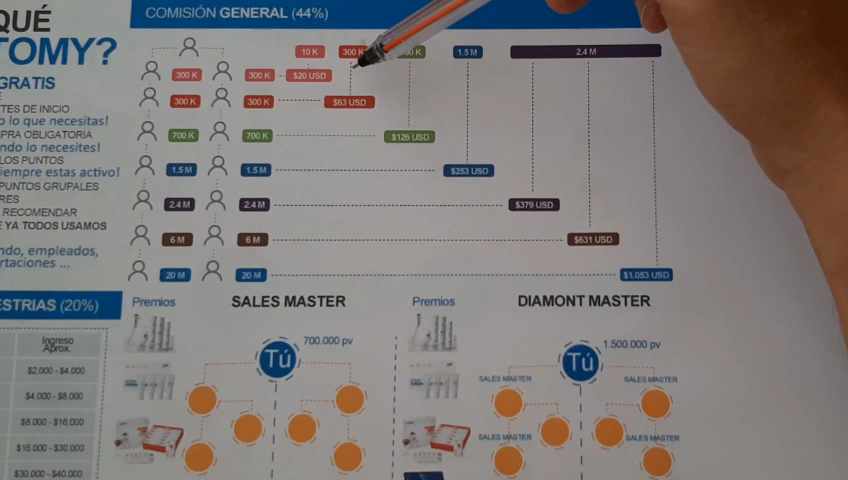 QUÉ
TOMY?
GRATIS
TES DE INICIO
o lo que necesitas!
PRA OBLIGATORIA
ndo lo necesites!
LOS PUNTOS
iempre estas activo!
PUNTOS GRUPALES
RES
RECOMENDAR
E YA TODOS USAMOS
ndo, empleados,
rtaciones ...
COMISIÓN GENERAL (44%)
10 K 300 K 1.5 M 2.4 M
300 K 300 K $20 USD
300 K 300 K $63 USD
700 K 700 K $126 USD
1.5 M 1.5 M $253 USD
2.4 M 2.4 M $379 USD
6 M 6 M $631 USD
20 M 20 M $1.053 USD
ESTRIAS (20%)
Ingreso
Aprox.
$2.000 - $4.000
$4.000 - $8.000
$8.000 - $16.000
$16.000 - $30.000
$30.000 - $40.000
Premios SALES MASTER
700.000 pv
Tú
Premios DIAMONT MASTER
1.500.000 pv
Tú
SALES MASTER SALES MASTER
SALES MASTER SALES MASTER